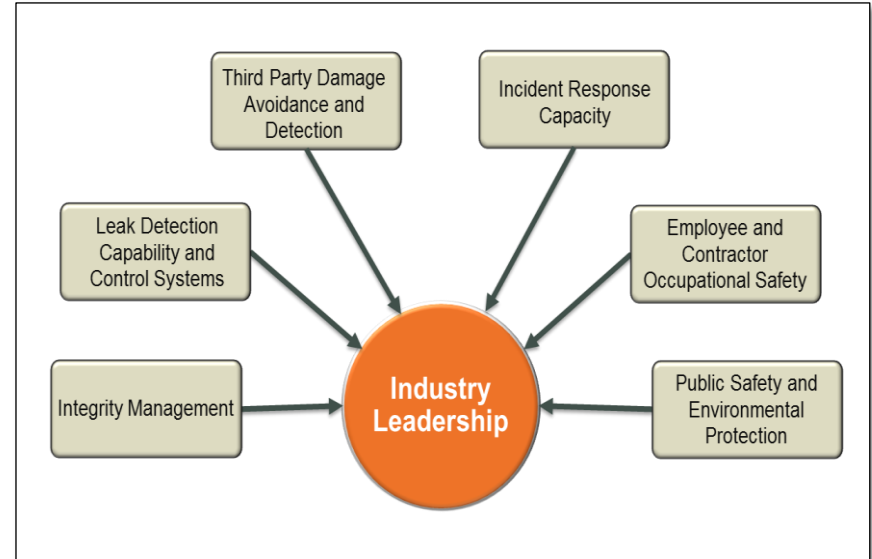 Third Party Damage
Avoidance and
Detection
Incident Response
Capacity
Leak Detection
Capability and
Control Systems
Employee and
Contractor
Occupational Safety
Integrity Management
Industry
Leadership
Public Safety and
Environmental
Protection